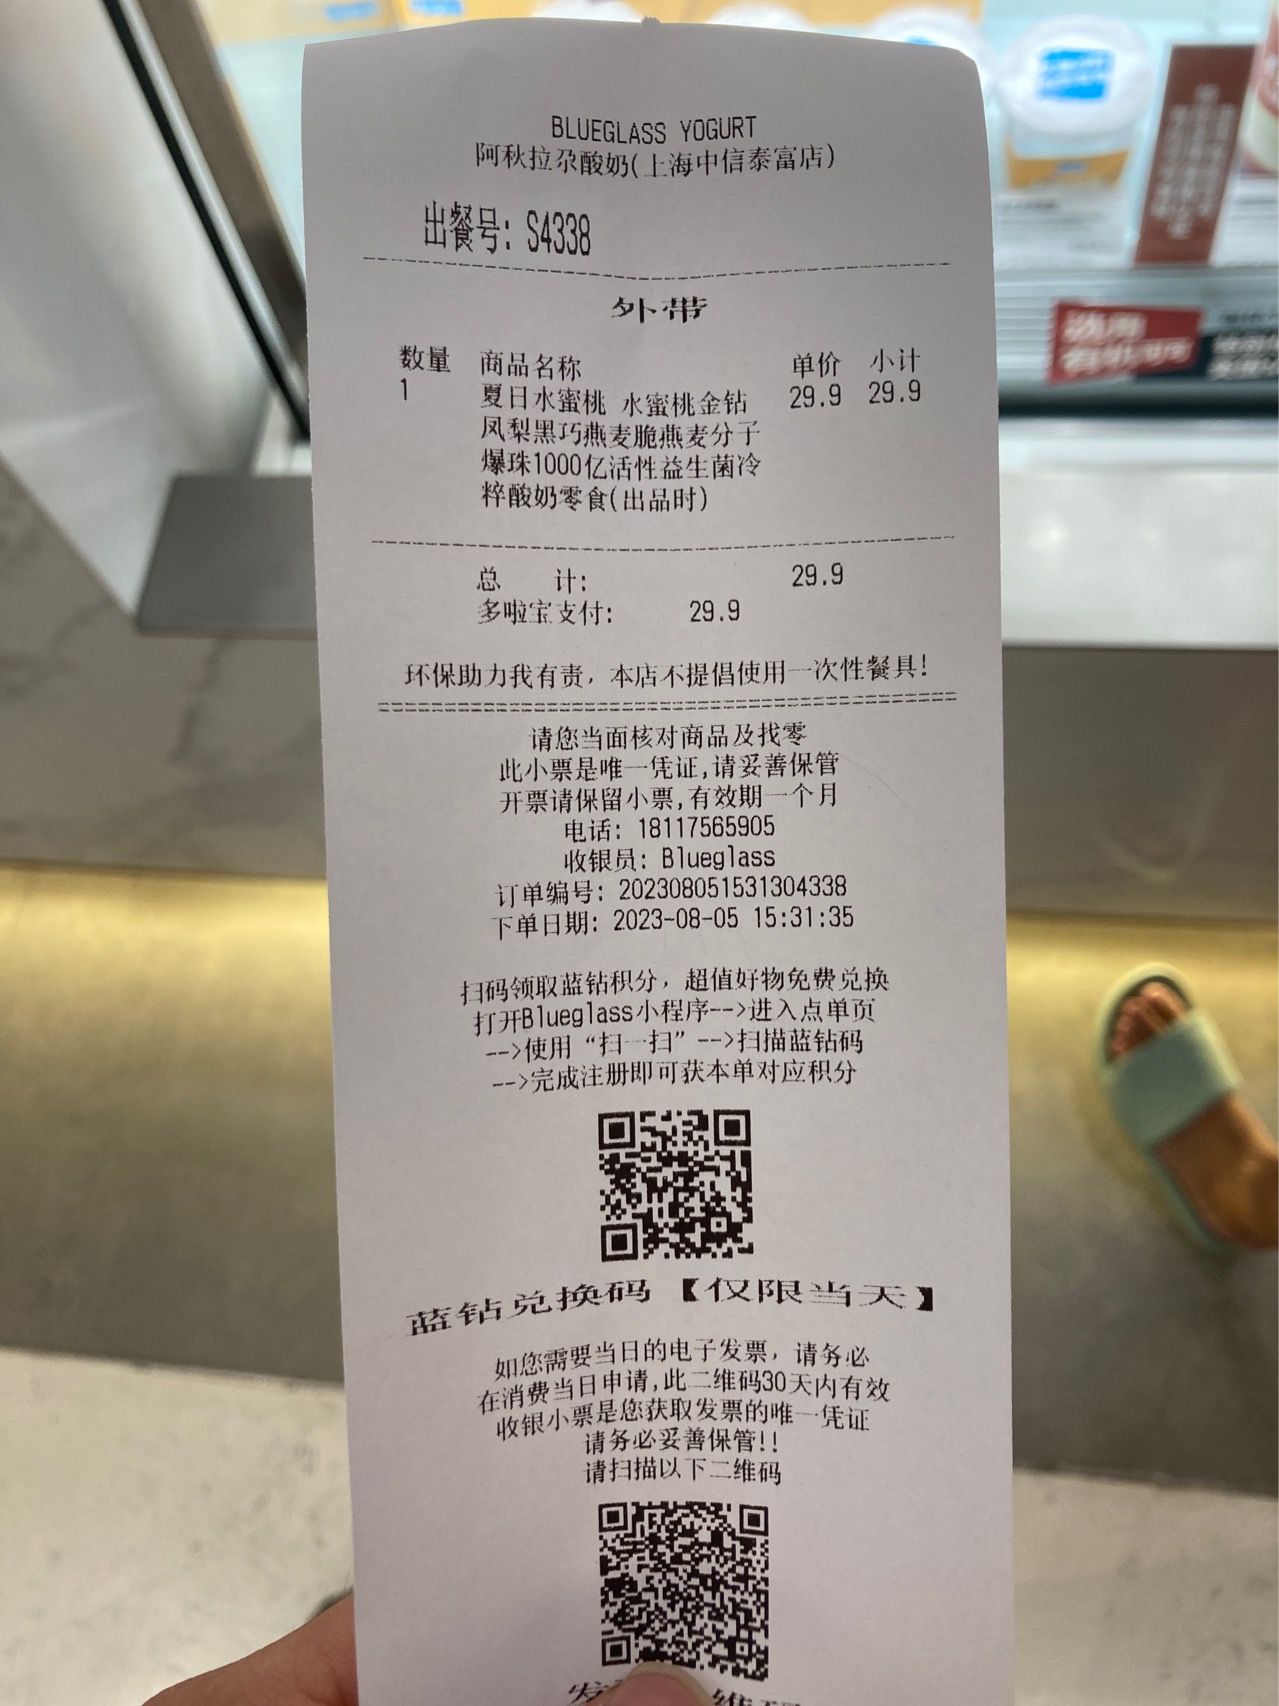 BLUEGLASS YOGURT
阿秋拉尕酸奶(上海中信泰富店)
出餐号: S4338
外带
数量 商品名称 单价 小计
1 夏日水蜜桃 水蜜桃金钻 29.9 29.9
凤梨黑巧燕麦脆燕麦分子
爆珠1000亿活性益生菌冷
粹酸奶零食(出品时)
总 计: 29.9
多啦宝支付: 29.9
环保助力我有责，本店不提倡使用一次性餐具!
请您当面核对商品及找零
此小票是唯一凭证,请妥善保管
开票请保留小票,有效期一个月
电话: 18117565905
收银员: Blueglass
订单编号: 202308051531304338
下单日期: 2023-08-05 15:31:35
扫码领取蓝钻积分，超值好物免费兑换
打开Blueglass小程序-->进入点单页
-->使用“扫一扫”-->扫描蓝钻码
-->完成注册即可获本单对应积分
蓝钻兑换码【仅限当天】
如您需要当日的电子发票，请务必
在消费当日申请,此二维码30天内有效
收银小票是您获取发票的唯一凭证
请务必妥善保管!!
请扫描以下二维码